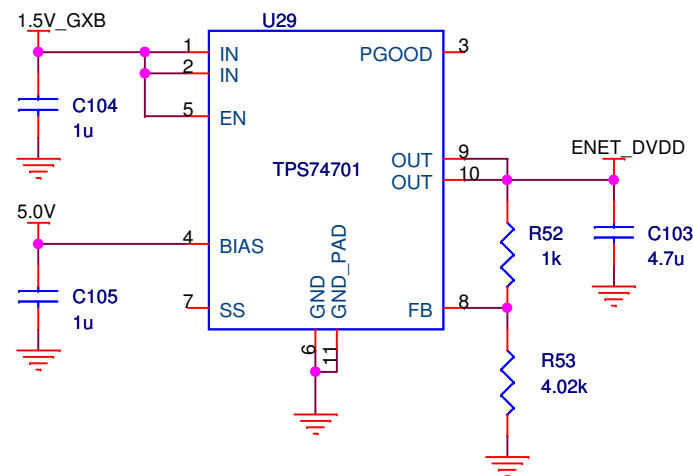 1.5V_GXB
U29
1 IN
2 IN
5 EN
PGOOD 3
C104
1u
TPS74701
OUT 9
OUT 10
ENET_DVDD
5.0V
4 BIAS
R52
1k
C103
4.7u
C105
1u
7 SS
GND
GND_PAD
FB 8
6
11
R53
4.02k